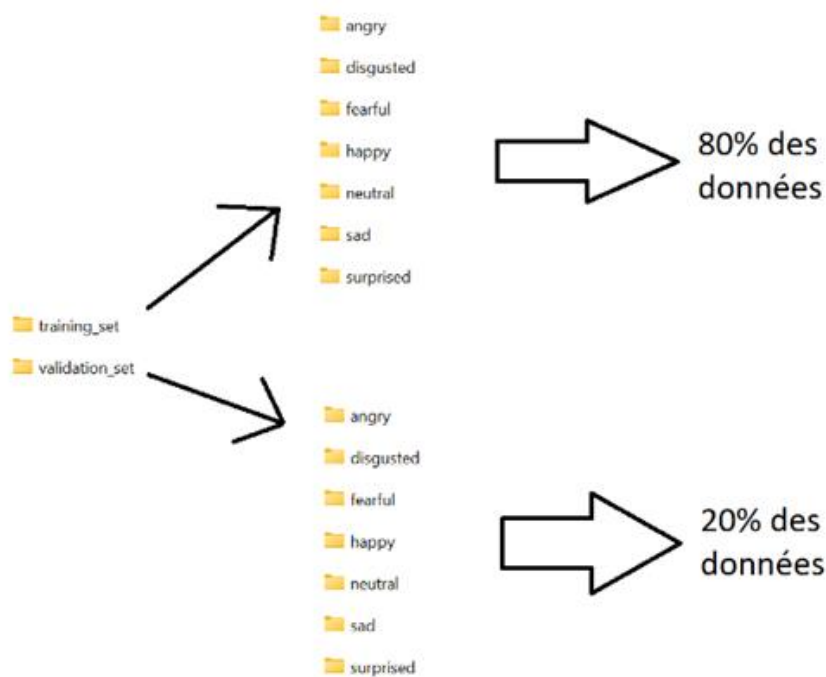 training_set
validation_set
angry
disgusted
fearful
happy
neutral
sad
surprised
80% des
données
angry
disgusted
fearful
happy
neutral
sad
surprised
20% des
données